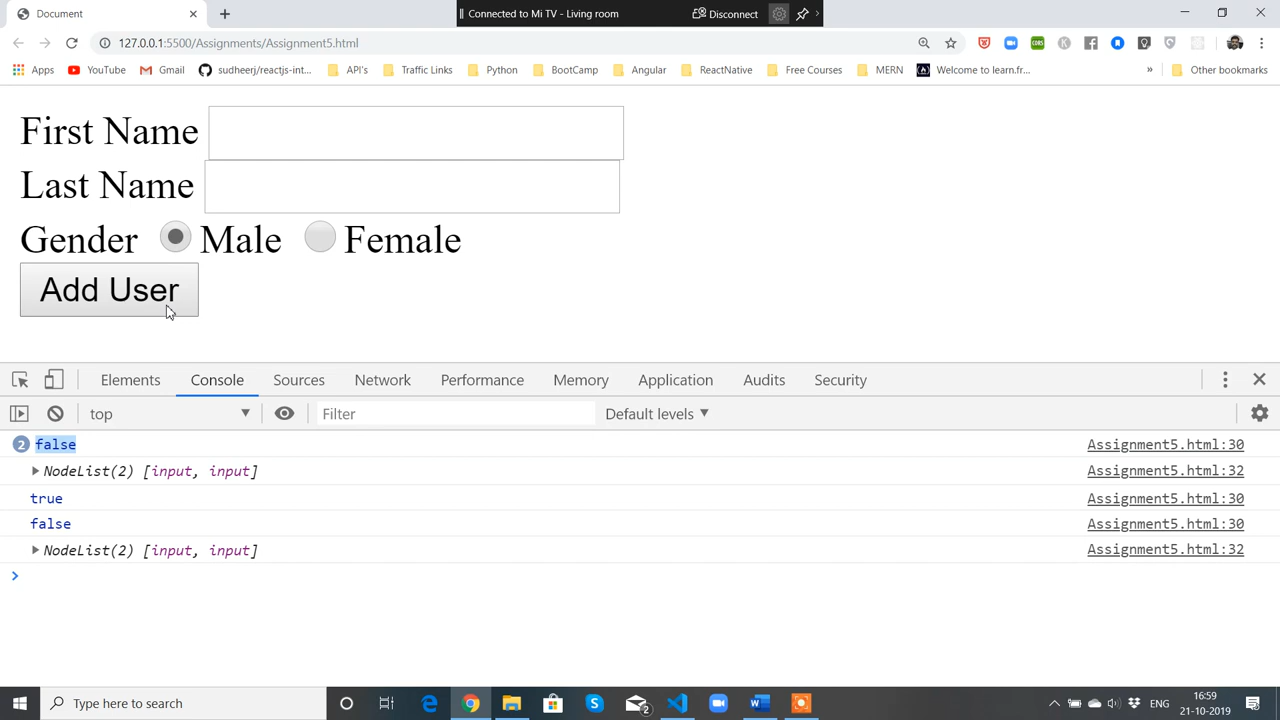 Document
Connected to Mi TV - Living room
Disconnect
127.0.0.1:5500/Assignments/Assignment5.html
Apps
YouTube
Gmail
sudheerj/reactjs-int...
API's
Traffic Links
Python
BootCamp
Angular
ReactNative
Free Courses
MERN
Welcome to learn.fr...
»
Other bookmarks
First Name
Last Name
Gender Male Female
Add User
Elements
Console
Sources
Network
Performance
Memory
Application
Audits
Security
top
Filter
Default levels
2 false Assignment5.html:30
NodeList(2) [input, input] Assignment5.html:32
true Assignment5.html:30
false Assignment5.html:30
NodeList(2) [input, input] Assignment5.html:32
Type here to search
2
ENG
16:59
21-10-2019